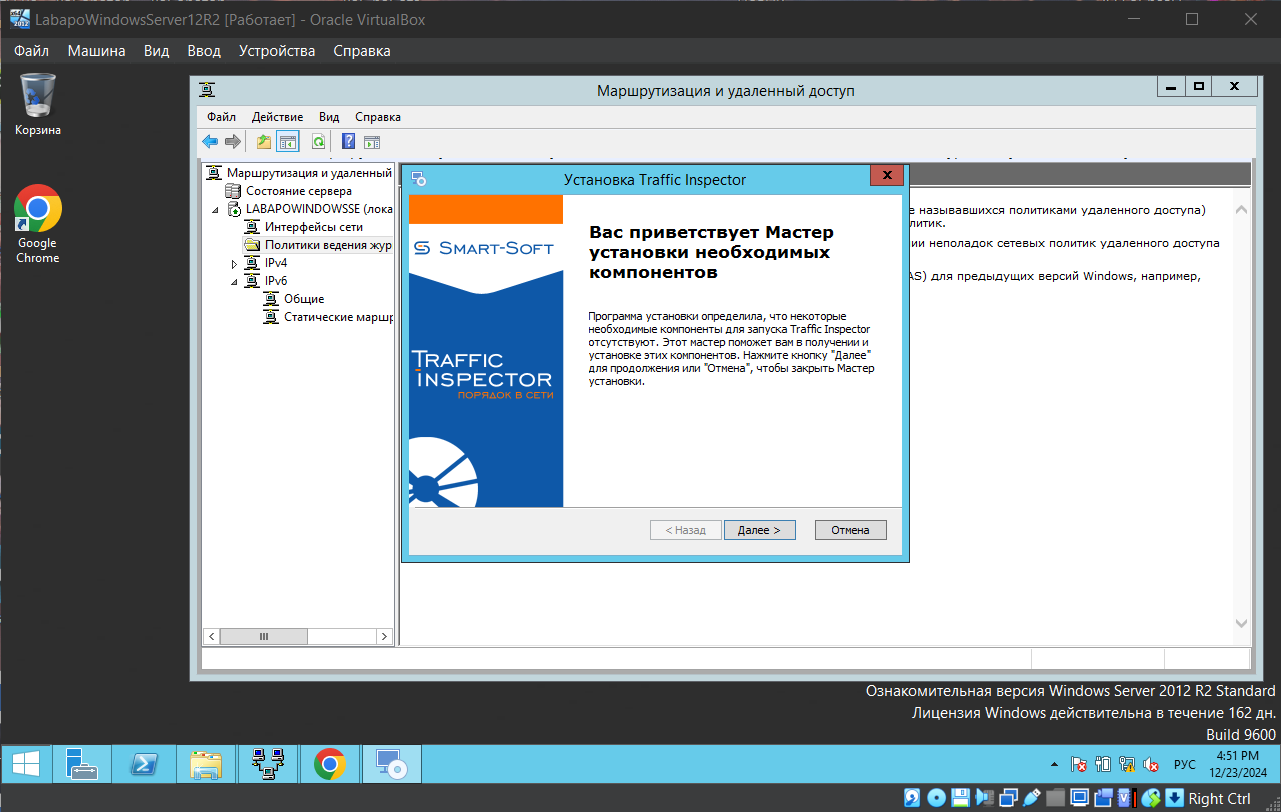 LabapoWindowsServer12R2 [Работает] - Oracle VirtualBox
Файл Машина Вид Ввод Устройства Справка
Корзина
Google
Chrome
Маршрутизация и удаленный доступ
Файл Действие Вид Справка
Маршрутизация и удаленный
Состояние сервера
LABAPOWINDOWSSE (лока
Интерфейсы сети
Политики ведения жур
IPv4
IPv6
Общие
Статические маршр
е называвшихся политиками удаленного доступа)
литик.
ии неполадок сетевых политик удаленного доступа
AS) для предыдущих версий Windows, например,
Установка Traffic Inspector
SMART-SOFT
TRAFFIC
INSPECTOR
ПОРЯДОК В СЕТИ
Вас приветствует Мастер
установки необходимых
компонентов
Программа установки определила, что некоторые
необходимые компоненты для запуска Traffic Inspector
отсутствуют. Этот мастер поможет вам в получении и
установке этих компонентов. Нажмите кнопку "Далее"
для продолжения или "Отмена", чтобы закрыть Мастер
установки.
< Назад Далее > Отмена
Ознакомительная версия Windows Server 2012 R2 Standard
Лицензия Windows действительна в течение 162 дн.
Build 9600
РУС
4:51 PM
12/23/2024
Right Ctrl